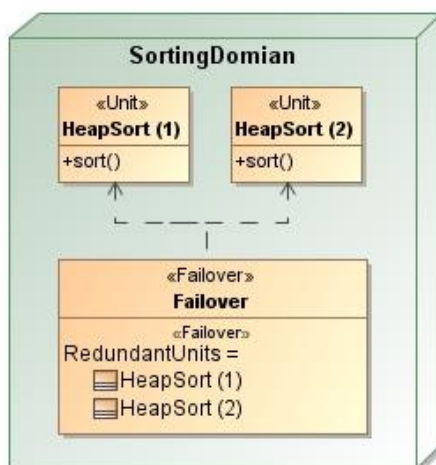 SortingDomian
«Unit»
HeapSort (1)
+sort()
«Unit»
HeapSort (2)
+sort()
«Failover»
Failover
«Failover»
RedundantUnits =
HeapSort (1)
HeapSort (2)